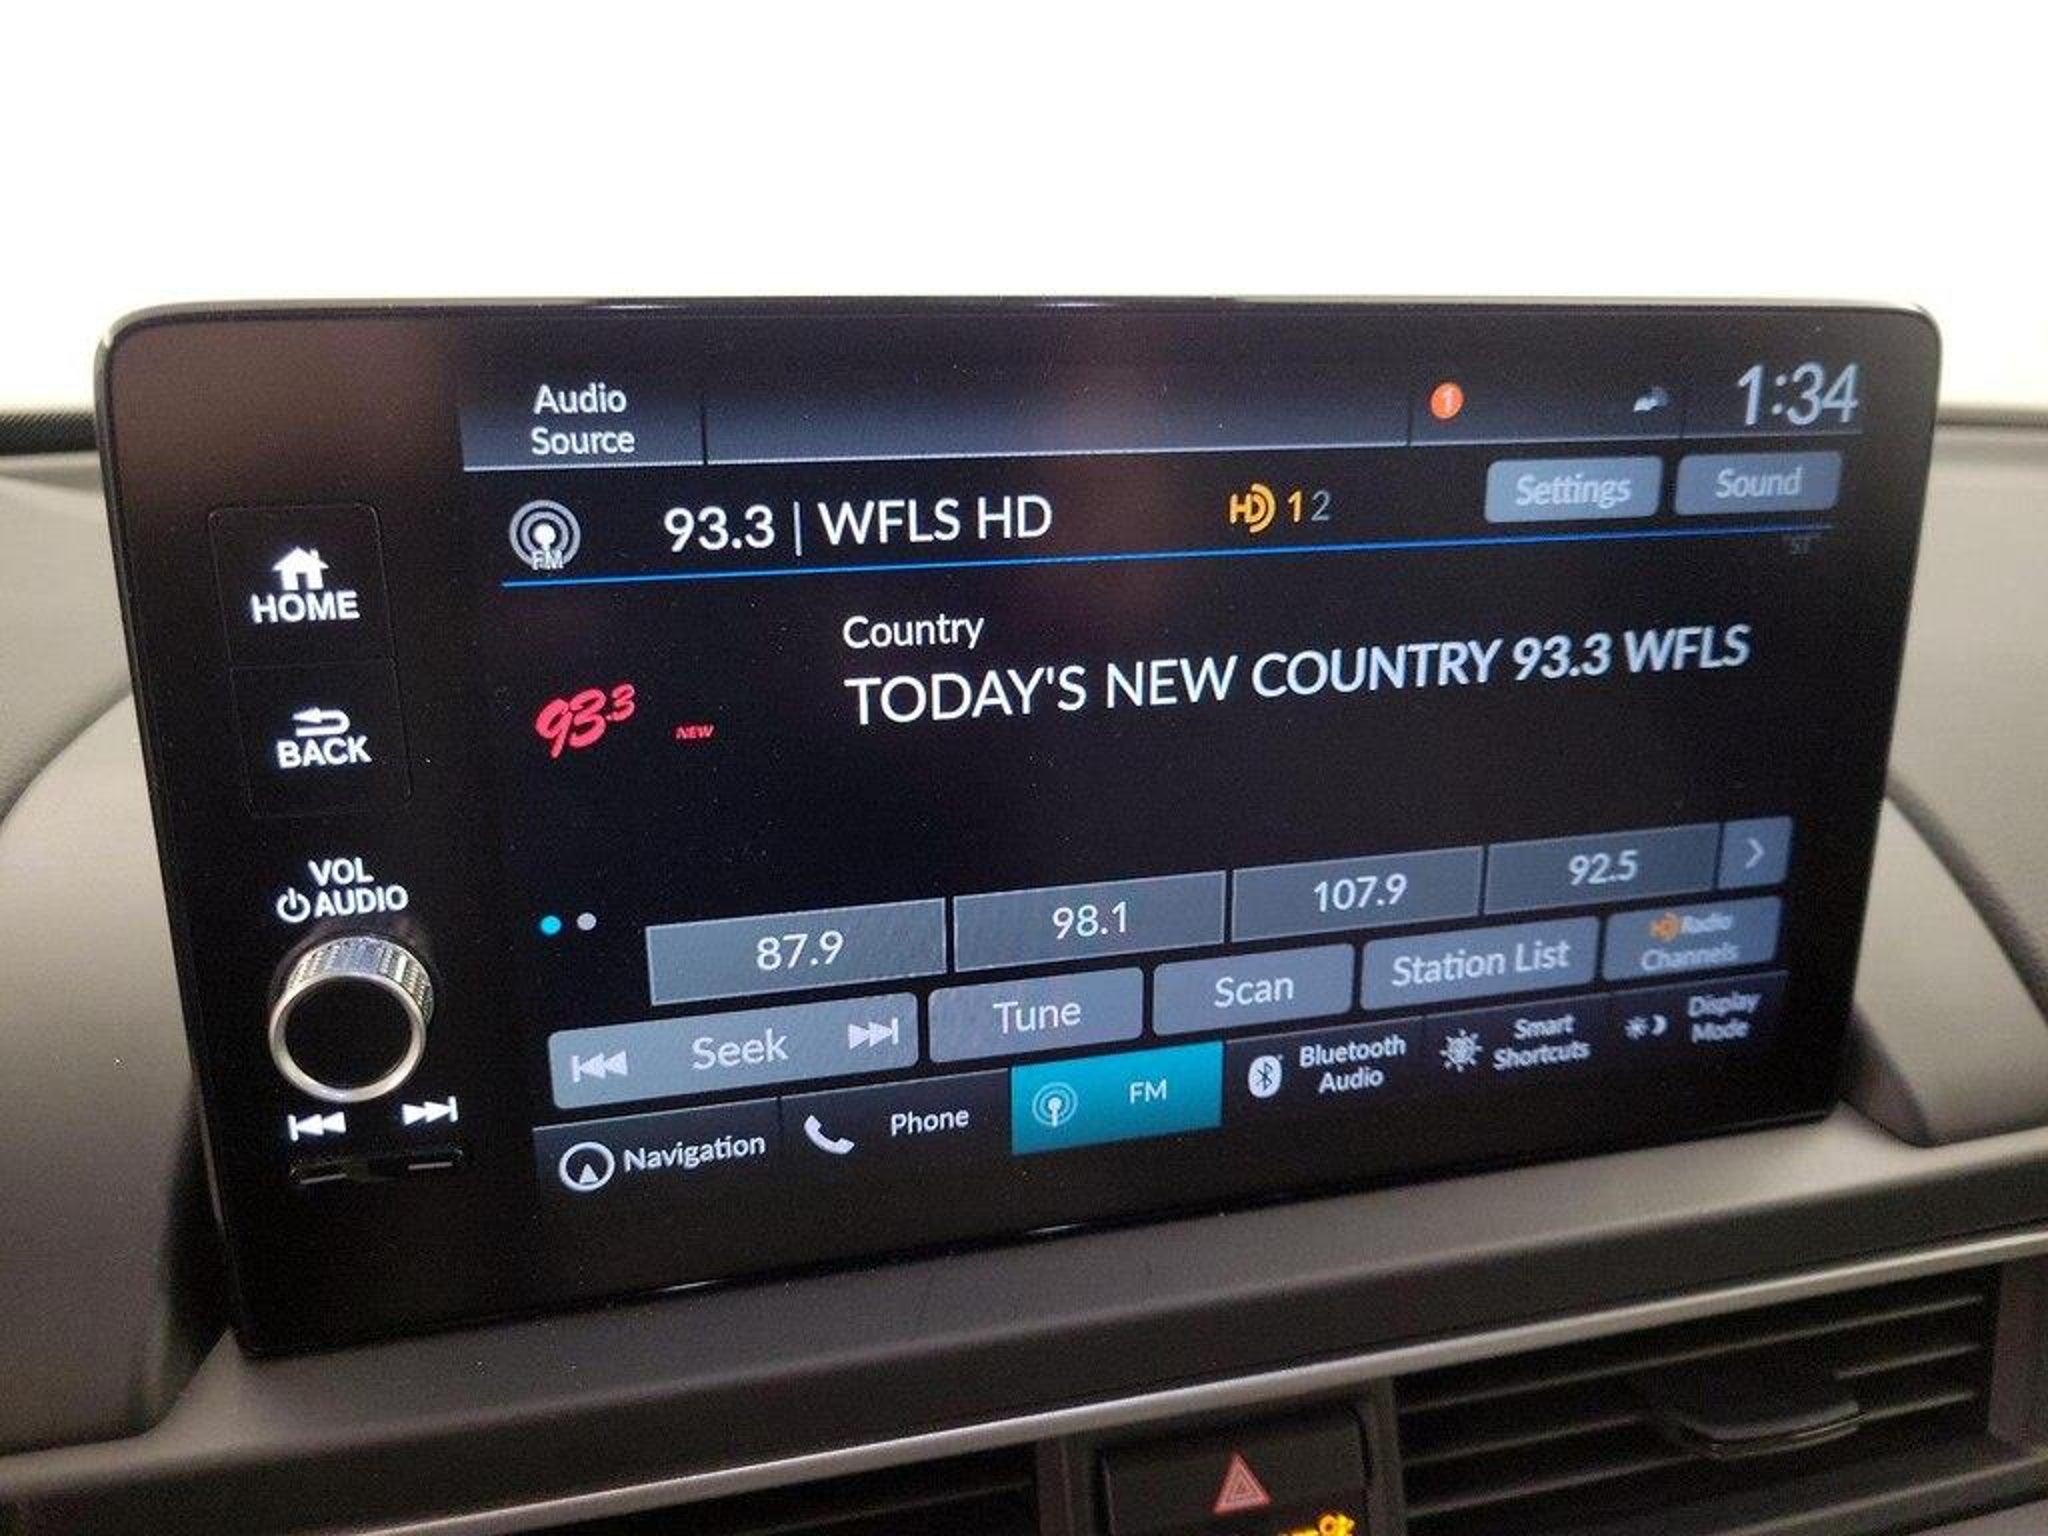 Audio
Source
1
1:34
93.3 | WFLS HD
HD 1 2
Settings
Sound
FM
HOME
Country
TODAY'S NEW COUNTRY 93.3 WFLS
93.3
NEW
BACK
VOL
AUDIO
87.9
98.1
107.9
92.5
Seek
Tune
Scan
Station List
HD Radio
Channels
Navigation
Phone
FM
Bluetooth
Audio
Smart
Shortcuts
Display
Mode